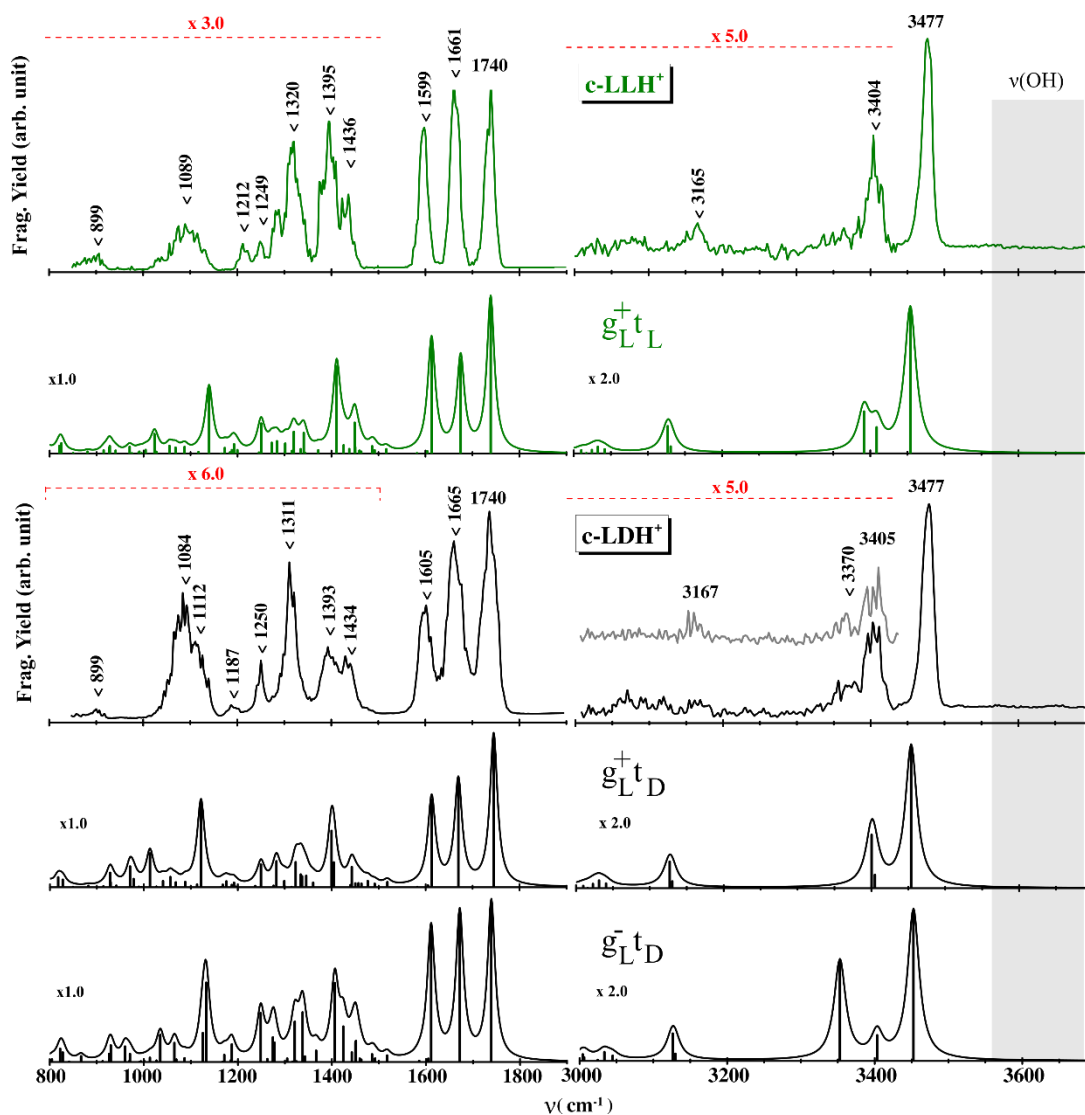 x 3.0
x 5.0
3477
c-LLH⁺
ν(OH)
Frag. Yield (arb. unit)
< 899
< 1089
< 1212
< 1249
< 1320
< 1395
< 1436
< 1599
< 1661
1740
< 3165
< 3404
x1.0
g⁺L tL
x 2.0
x 6.0
x 5.0
3477
c-LDH⁺
Frag. Yield (arb. unit)
< 899
< 1084
< 1112
< 1187
< 1250
< 1311
< 1393
< 1434
< 1605
< 1665
1740
3167
< 3370
3405
x1.0
g⁺L tD
x 2.0
x1.0
g⁻L tD
x 2.0
800 1000 1200 1400 1600 1800 3000 3200 3400 3600
ν(cm⁻¹)